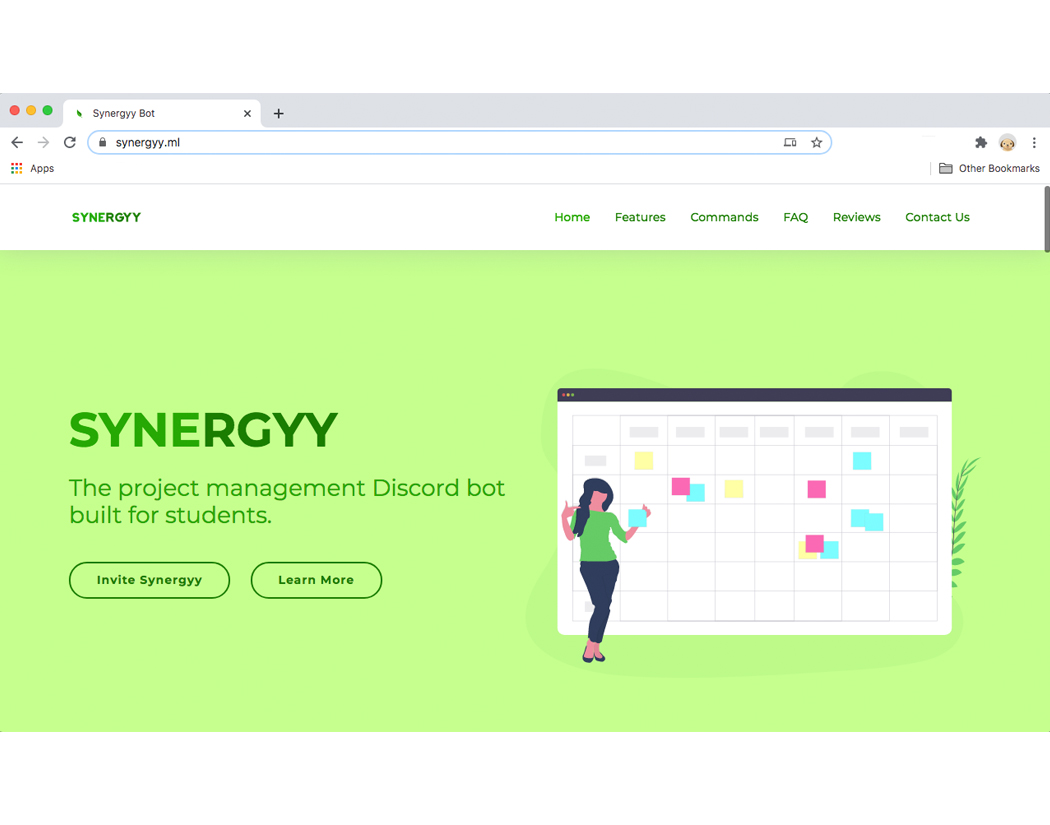 Synergyy Bot
synergyy.ml
Apps
Other Bookmarks
SYNERGYY
Home
Features
Commands
FAQ
Reviews
Contact Us
SYNERGYY
The project management Discord bot
built for students.
Invite Synergyy
Learn More